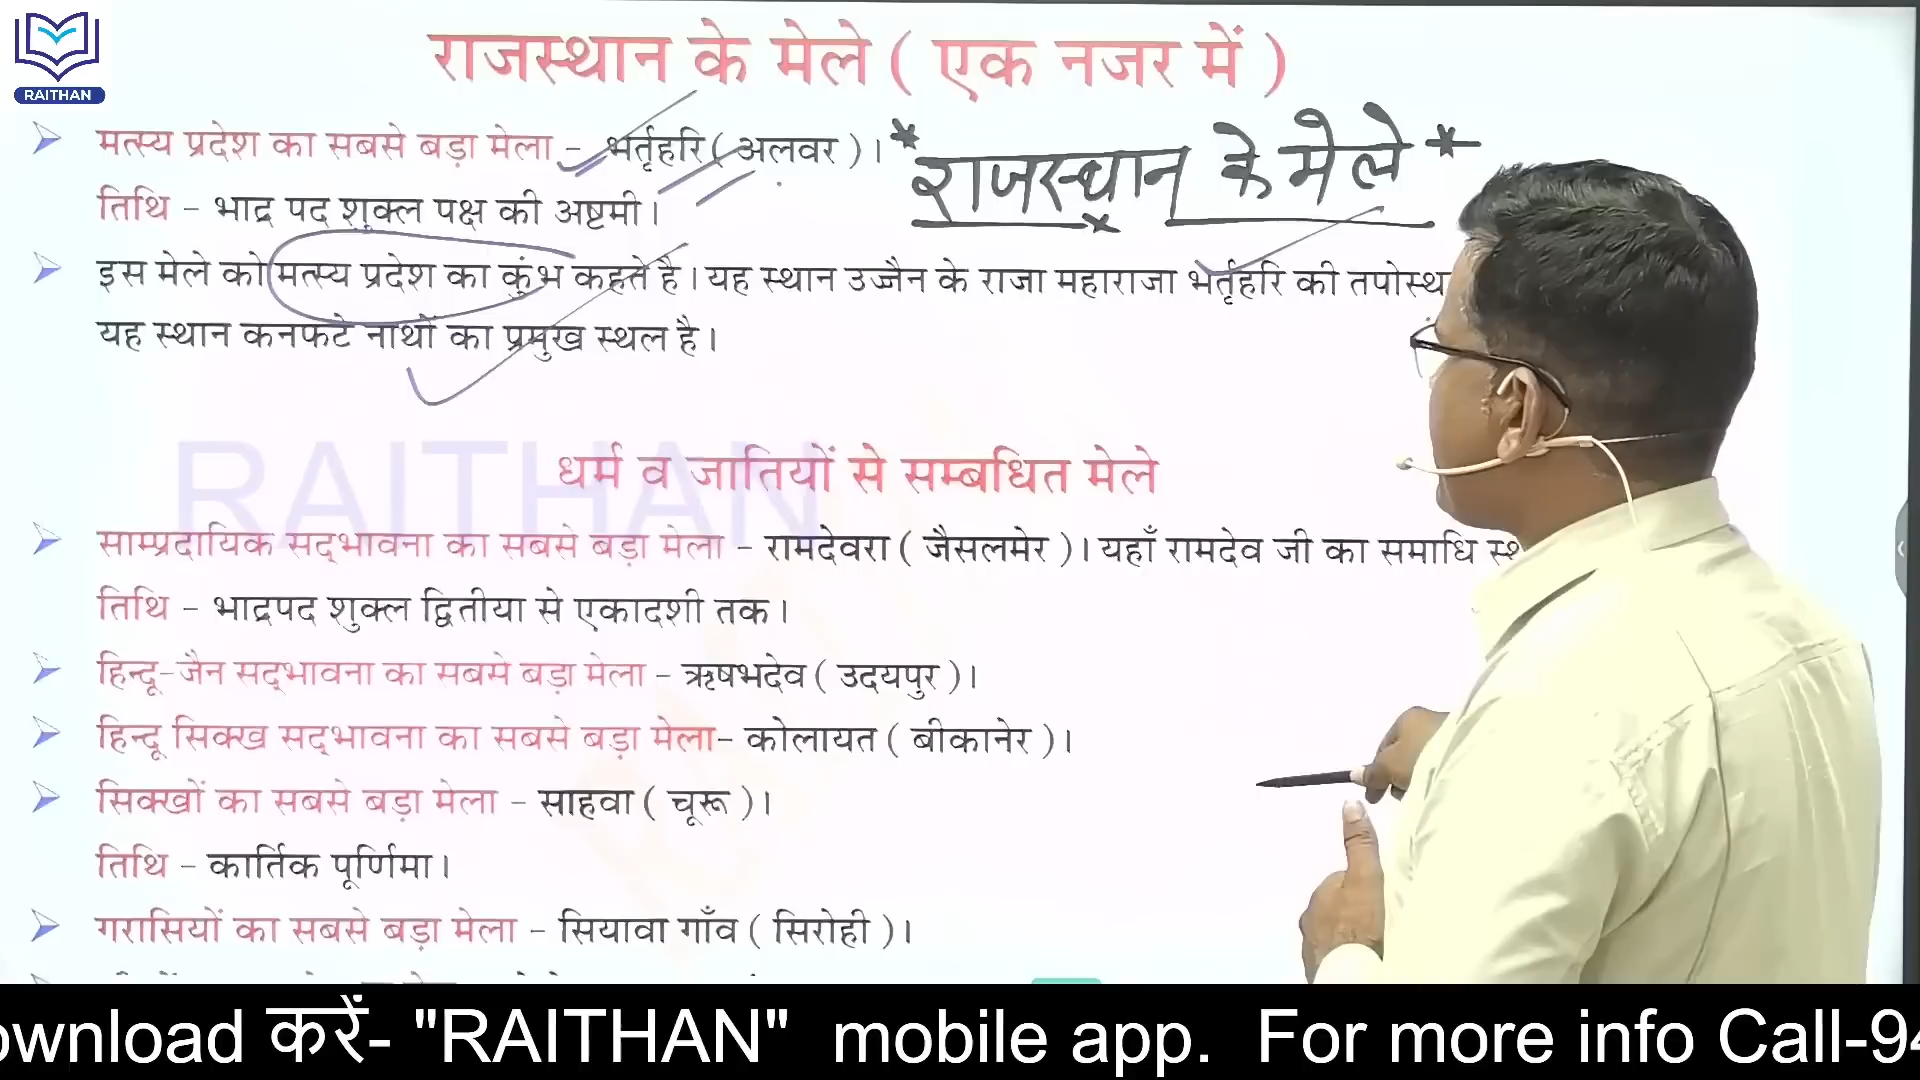 RAITHAN
राजस्थान के मेले ( एक नजर में )
मत्स्य प्रदेश का सबसे बड़ा मेला - भर्तृहरि ( अलवर ) ।
* राजस्थान के मेले *
तिथि - भाद्र पद शुक्ल पक्ष की अष्टमी ।
इस मेले को मत्स्य प्रदेश का कुंभ कहते है । यह स्थान उज्जैन के राजा महाराजा भर्तृहरि की
यह स्थान कनफटे नाथों का प्रमुख स्थल है ।
RAITHAN
धर्म व जातियों से सम्बधित मेले
साम्प्रदायिक सद्भावना का सबसे बड़ा मेला - रामदेवरा ( जैसलमेर ) । यहाँ रामदेव जी का समाधि
तिथि - भाद्रपद शुक्ल द्वितीया से एकादशी तक ।
हिन्दू-जैन सद्भावना का सबसे बड़ा मेला - ऋषभदेव ( उदयपुर ) ।
हिन्दू सिक्ख सद्भावना का सबसे बड़ा मेला- कोलायत ( बीकानेर ) ।
सिक्खों का सबसे बड़ा मेला - साहवा ( चूरू ) ।
तिथि - कार्तिक पूर्णिमा ।
गरासियों का सबसे बड़ा मेला - सियावा गाँव ( सिरोही ) ।
ownload करें- "RAITHAN" mobile app. For more info Call-94